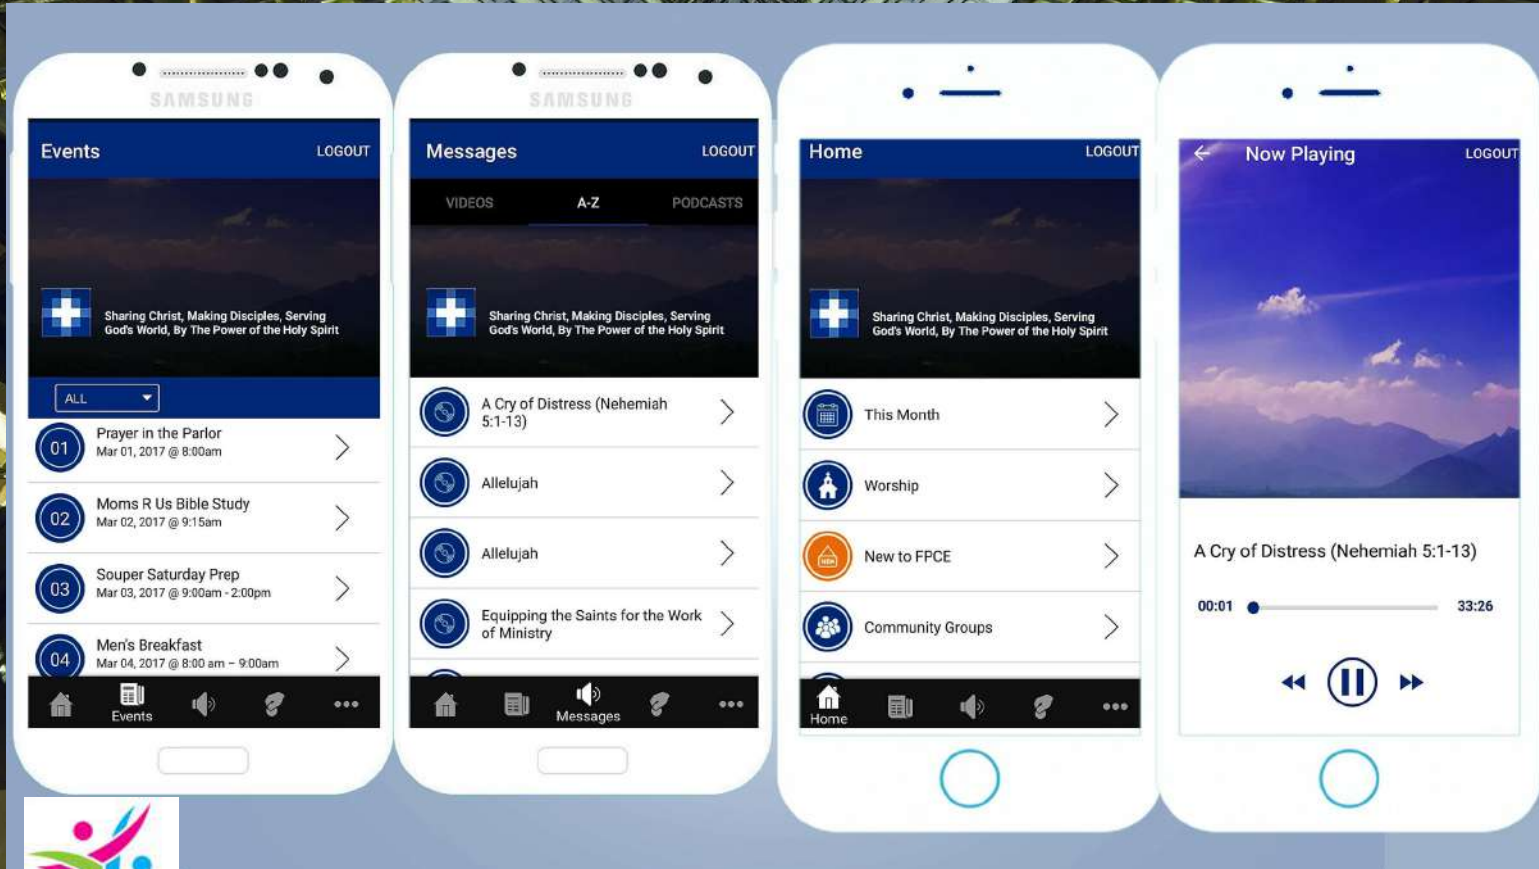 SAMSUNG
Events
LOGOUT
Sharing Christ, Making Disciples, Serving
God's World, By The Power of the Holy Spirit
ALL
01
Prayer in the Parlor
Mar 01, 2017 @ 8:00am
02
Moms R Us Bible Study
Mar 02, 2017 @ 9:15am
03
Souper Saturday Prep
Mar 03, 2017 @ 9:00am - 2:00pm
04
Men's Breakfast
Mar 04, 2017 @ 8:00 am – 9:00am
Events
SAMSUNG
Messages
LOGOUT
VIDEOS A-Z PODCASTS
Sharing Christ, Making Disciples, Serving
God's World, By The Power of the Holy Spirit
A Cry of Distress (Nehemiah
5:1-13)
Allelujah
Allelujah
Equipping the Saints for the Work
of Ministry
Messages
Home
LOGOUT
Sharing Christ, Making Disciples, Serving
God's World, By The Power of the Holy Spirit
This Month
Worship
NEW
New to FPCE
Community Groups
Home
Now Playing
LOGOUT
A Cry of Distress (Nehemiah 5:1-13)
00:01 33:26